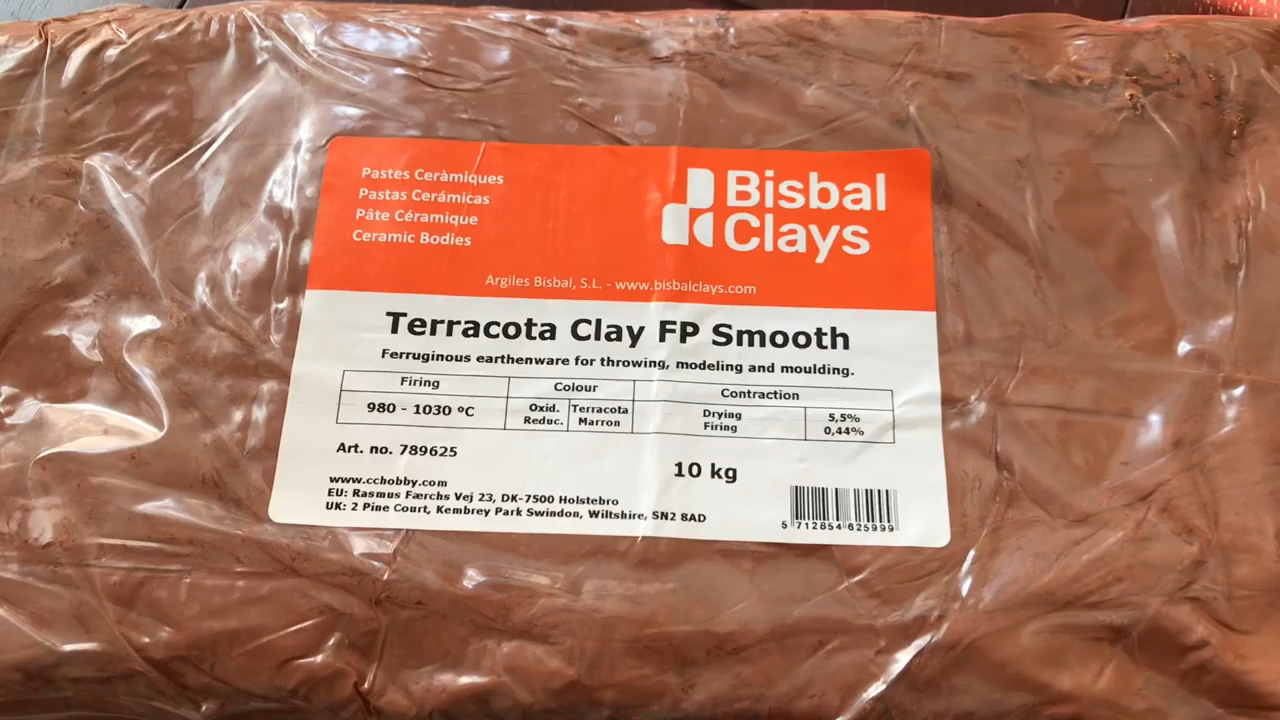 Pastes Ceràmiques
Pastas Cerámicas
Pâte Céramique
Ceramic Bodies
Bisbal
Clays
Argiles Bisbal, S.L. - www.bisbalclays.com
Terracota Clay FP Smooth
Ferruginous earthenware for throwing, modeling and moulding.
Firing Colour Contraction
980 - 1030 ºC Oxid. Terracota Drying 5,5%
Reduc. Marron Firing 0,44%
Art. no. 789625
10 kg
www.cchobby.com
EU: Rasmus Færchs Vej 23, DK-7500 Holstebro
UK: 2 Pine Court, Kembrey Park Swindon, Wiltshire, SN2 8AD
5 712854 625999